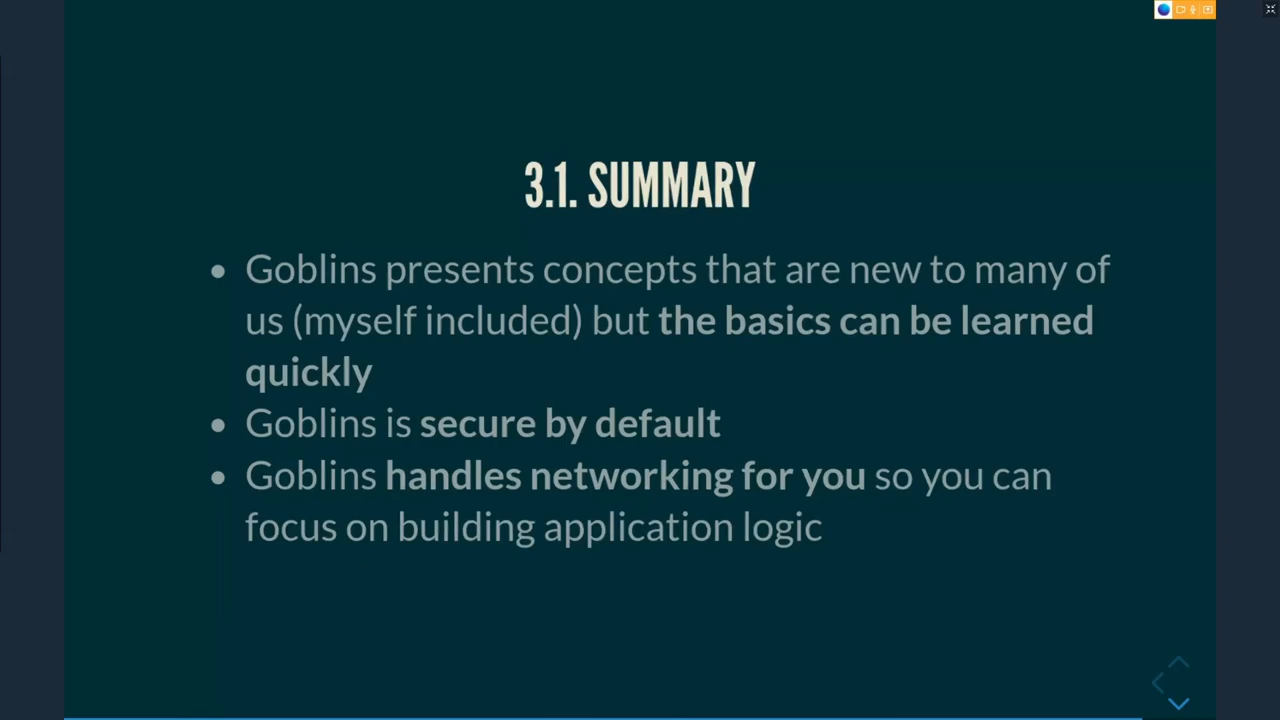 3.1. SUMMARY
Goblins presents concepts that are new to many of
us (myself included) but the basics can be learned
quickly
Goblins is secure by default
Goblins handles networking for you so you can
focus on building application logic